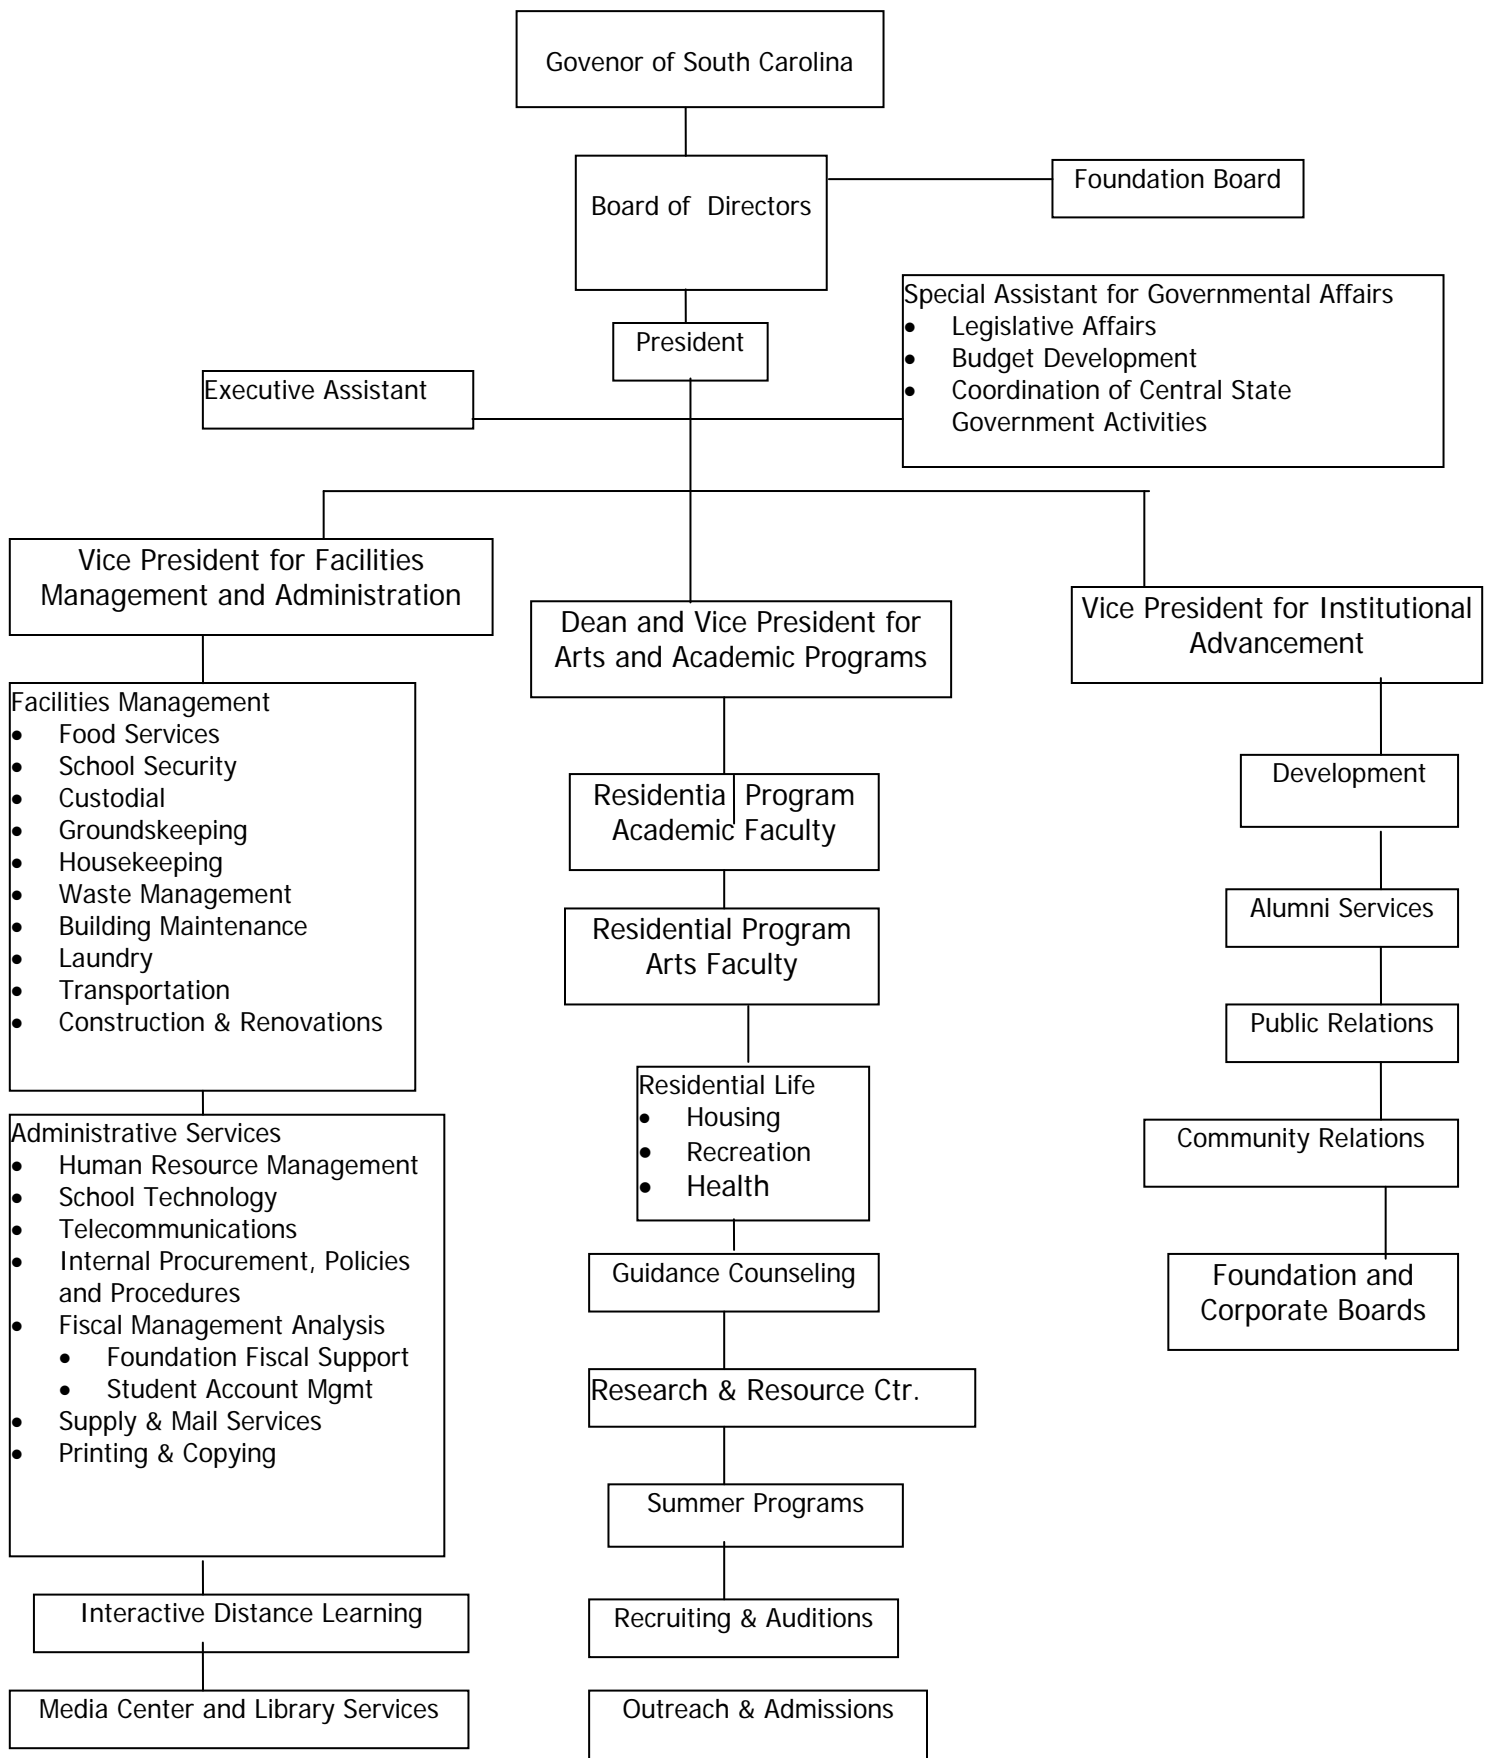 Govenor of South Carolina
Board of Directors
Foundation Board
Special Assistant for Governmental Affairs
• Legislative Affairs
• Budget Development
• Coordination of Central State
Government Activities
President
Executive Assistant
Vice President for Facilities
Management and Administration
Dean and Vice President for
Arts and Academic Programs
Vice President for Institutional
Advancement
Facilities Management
• Food Services
• School Security
• Custodial
• Groundskeeping
• Housekeeping
• Waste Management
• Building Maintenance
• Laundry
• Transportation
• Construction & Renovations
Administrative Services
• Human Resource Management
• School Technology
• Telecommunications
• Internal Procurement, Policies
and Procedures
• Fiscal Management Analysis
• Foundation Fiscal Support
• Student Account Mgmt
• Supply & Mail Services
• Printing & Copying
Interactive Distance Learning
Media Center and Library Services
Residential Program
Academic Faculty
Residential Program
Arts Faculty
Residential Life
• Housing
• Recreation
• Health
Guidance Counseling
Research & Resource Ctr.
Summer Programs
Recruiting & Auditions
Outreach & Admissions
Development
Alumni Services
Public Relations
Community Relations
Foundation and
Corporate Boards